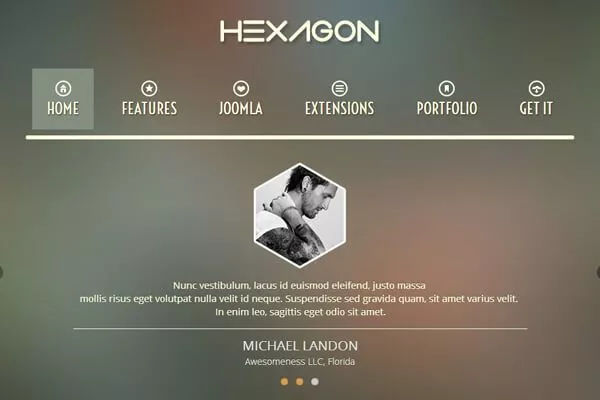 HEXAGON
HOME FEATURES JOOMLA EXTENSIONS PORTFOLIO GET IT
Nunc vestibulum, lacus id euismod eleifend, justo massa
mollis risus eget volutpat nulla velit id neque. Suspendisse sed gravida quam, sit amet varius velit.
In enim leo, sagittis eget odio sit amet.
MICHAEL LANDON
Awesomeness LLC, Florida